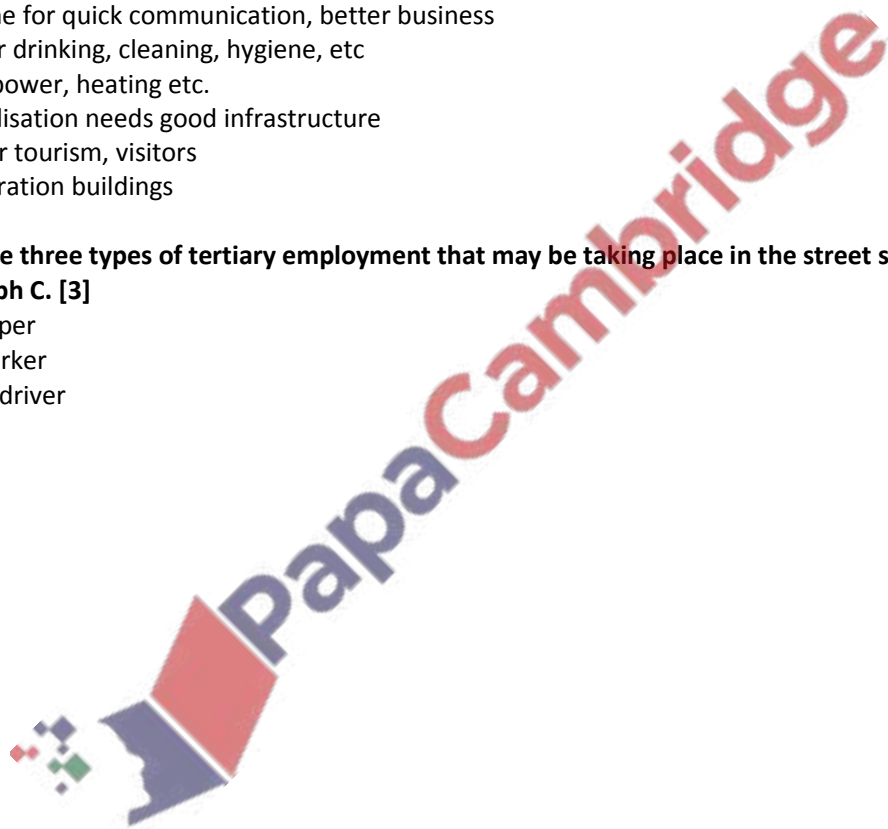 ne for quick communication, better business
r drinking, cleaning, hygiene, etc
power, heating etc.
lisation needs good infrastructure
r tourism, visitors
ration buildings
e three types of tertiary employment that may be taking place in the street s
ph C. [3]
per
rker
driver
PapaCambridge